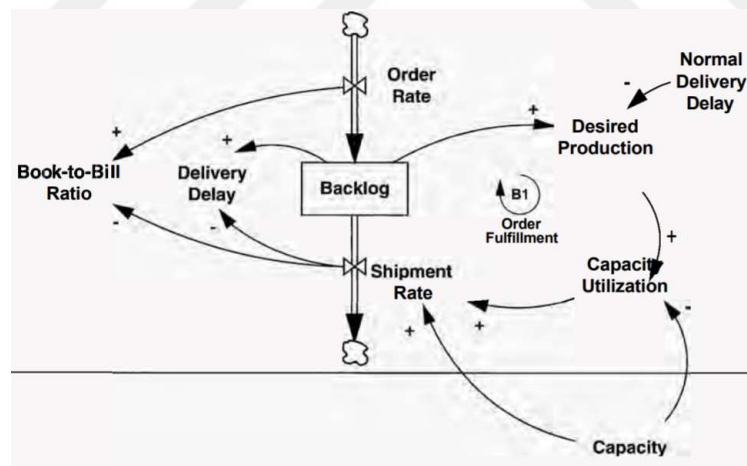 Order
Rate
Normal
Delivery
Delay
-
+
Desired
Production
+
+
Book-to-Bill
Ratio
Delivery
Delay
Backlog
B1
Order
Fulfillment
-
-
+
Shipment
Rate
Capacity
Utilization
-
+
+
Capacity